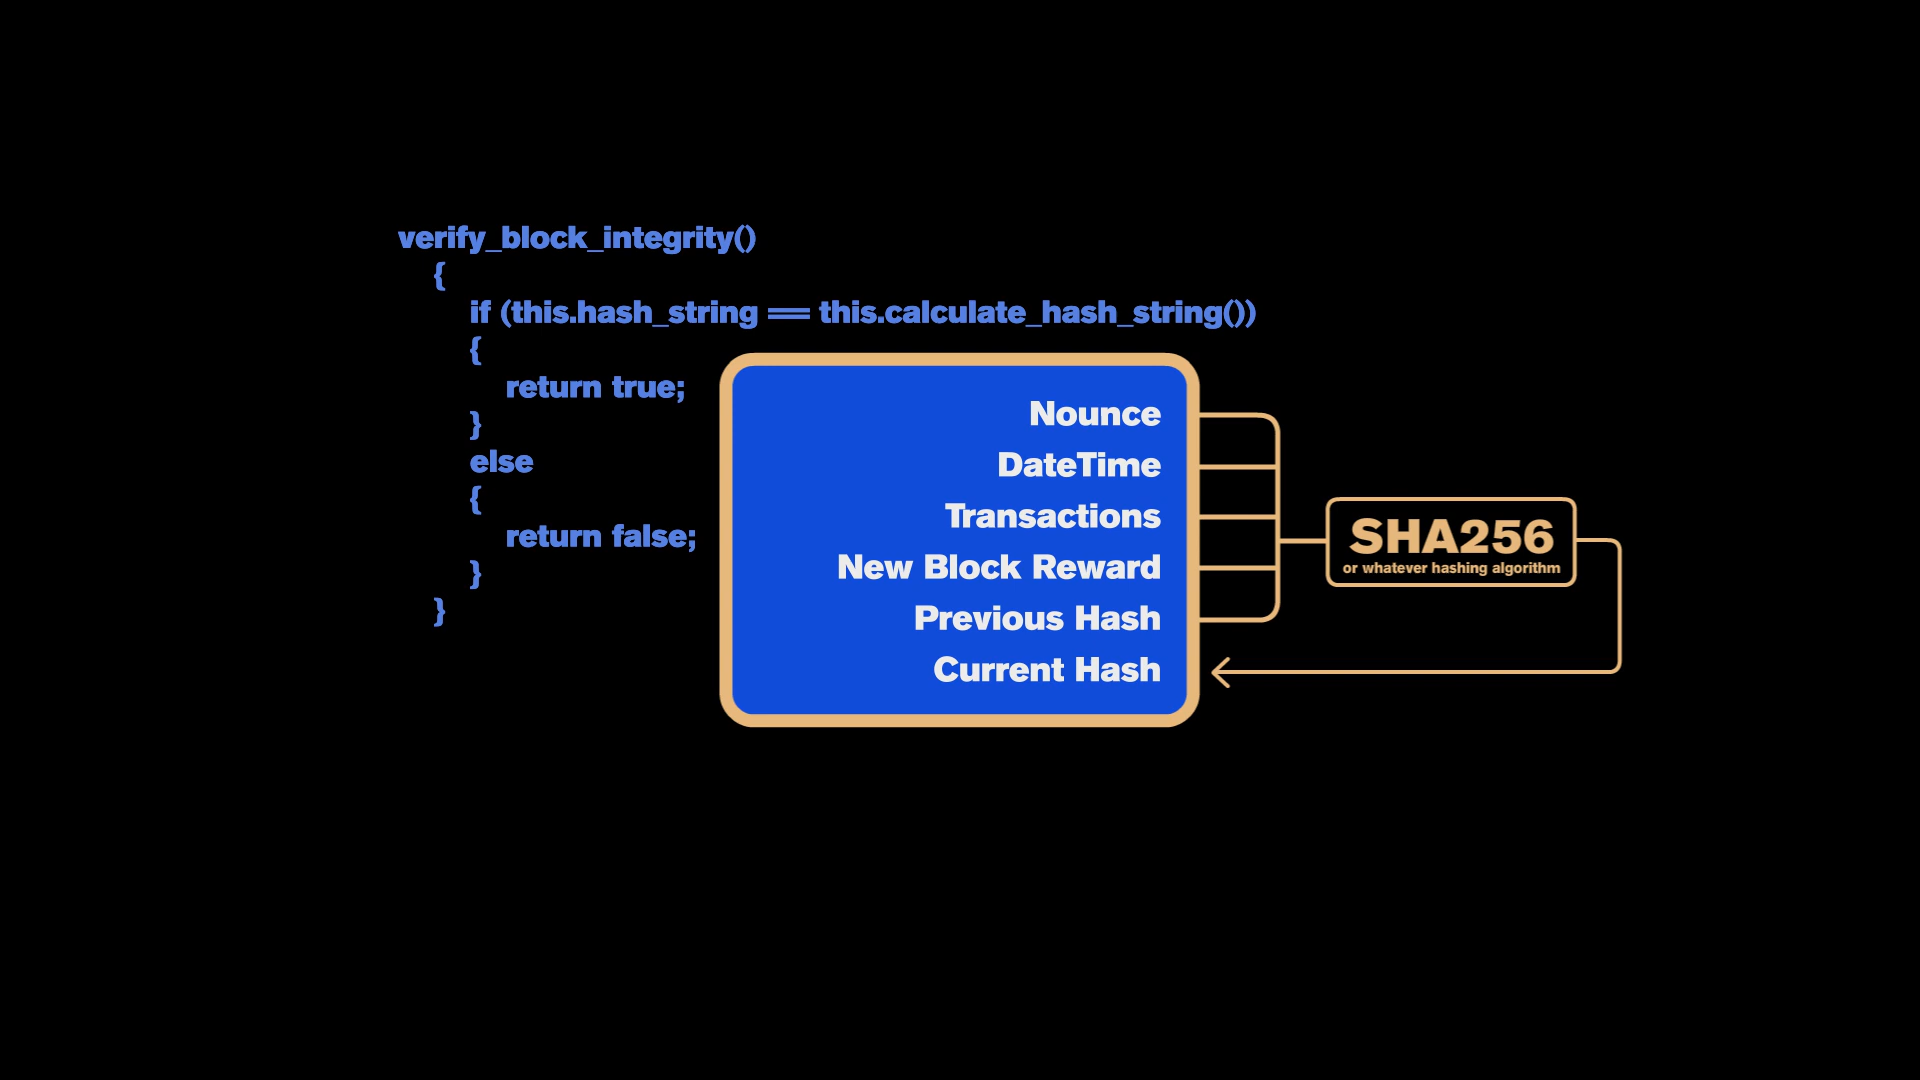 verify_block_integrity()
{
if (this.hash_string == this.calculate_hash_string())
{
return true;
}
else
{
return false;
}
}
Nounce
DateTime
Transactions
New Block Reward
Previous Hash
Current Hash
SHA256
or whatever hashing algorithm